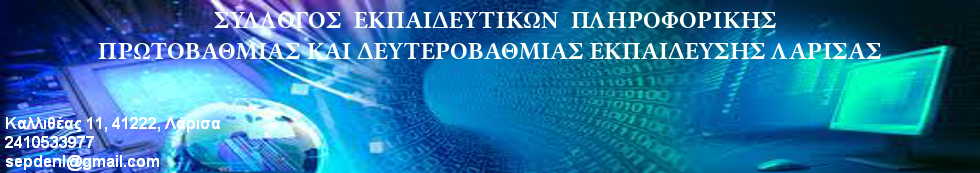 ΣΥΛΛΟΓΟΣ ΕΚΠΑΙΔΕΥΤΙΚΩΝ ΠΛΗΡΟΦΟΡΙΚΗΣ
ΠΡΩΤΟΒΑΘΜΙΑΣ ΚΑΙ ΔΕΥΤΕΡΟΒΑΘΜΙΑΣ ΕΚΠΑΙΔΕΥΣΗΣ ΛΑΡΙΣΑΣ
Καλλιθέας 11, 41222, Λάρισα
2410533977
sepdenl@gmail.com